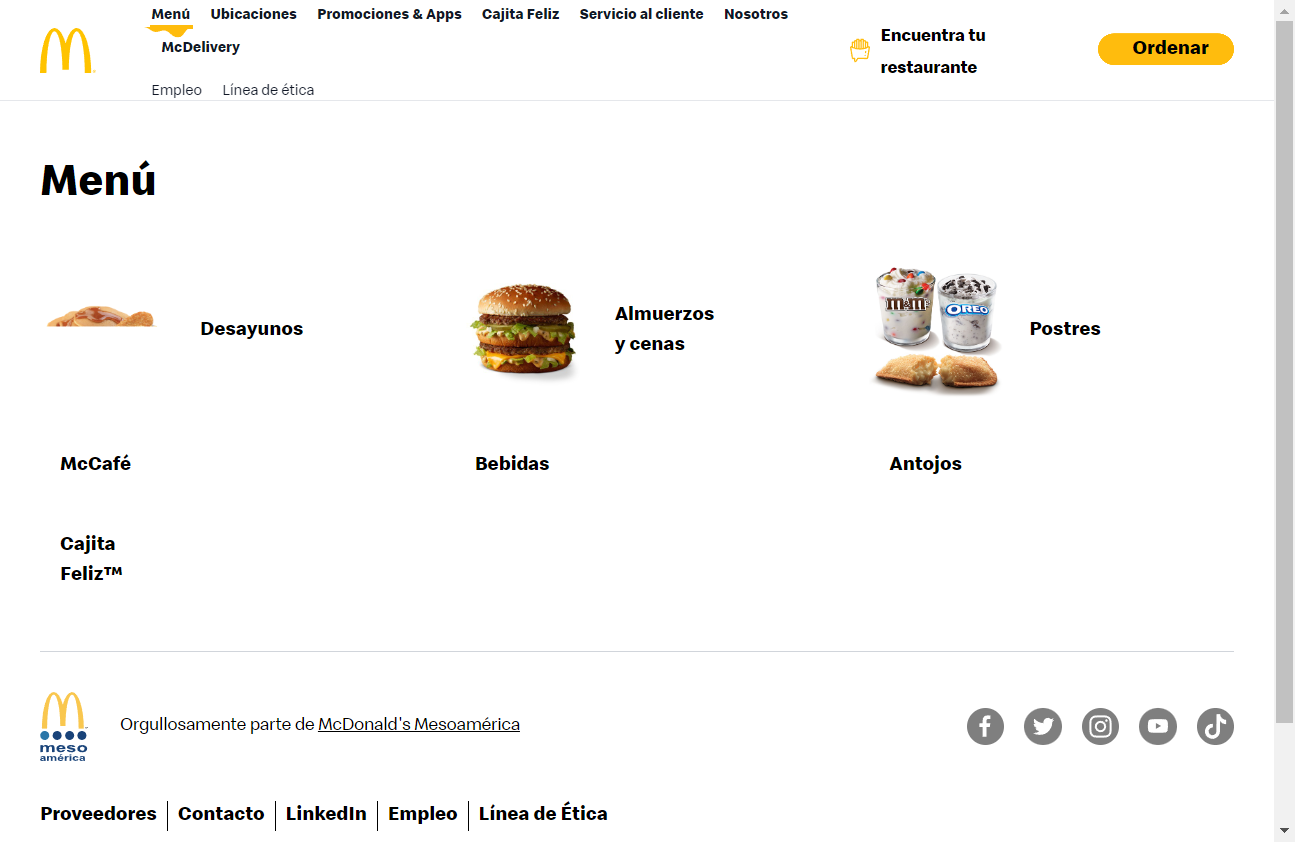 Menú Ubicaciones Promociones & Apps Cajita Feliz Servicio al cliente Nosotros
McDelivery
Empleo Línea de ética
Encuentra tu
restaurante
Ordenar
Menú
Desayunos
Almuerzos
y cenas
m&m's
OREO
Postres
McCafé
Bebidas
Antojos
Cajita
Feliz™
meso
américa
Orgullosamente parte de McDonald's Mesoamérica
Proveedores Contacto LinkedIn Empleo Línea de Ética